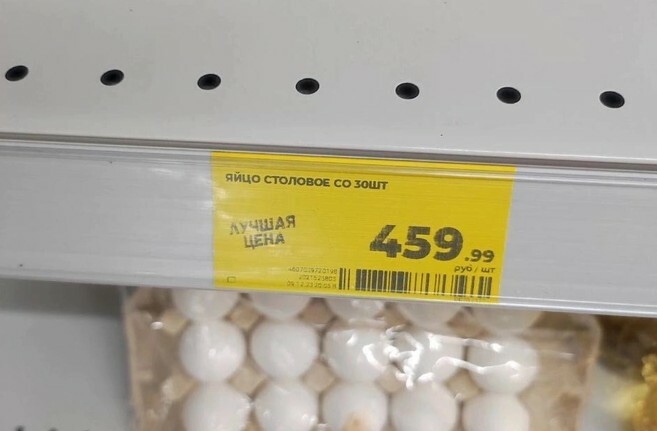 ЯЙЦО СТОЛОВОЕ СО 30ШТ
ЛУЧШАЯ
ЦЕНА
459.99
руб / шт